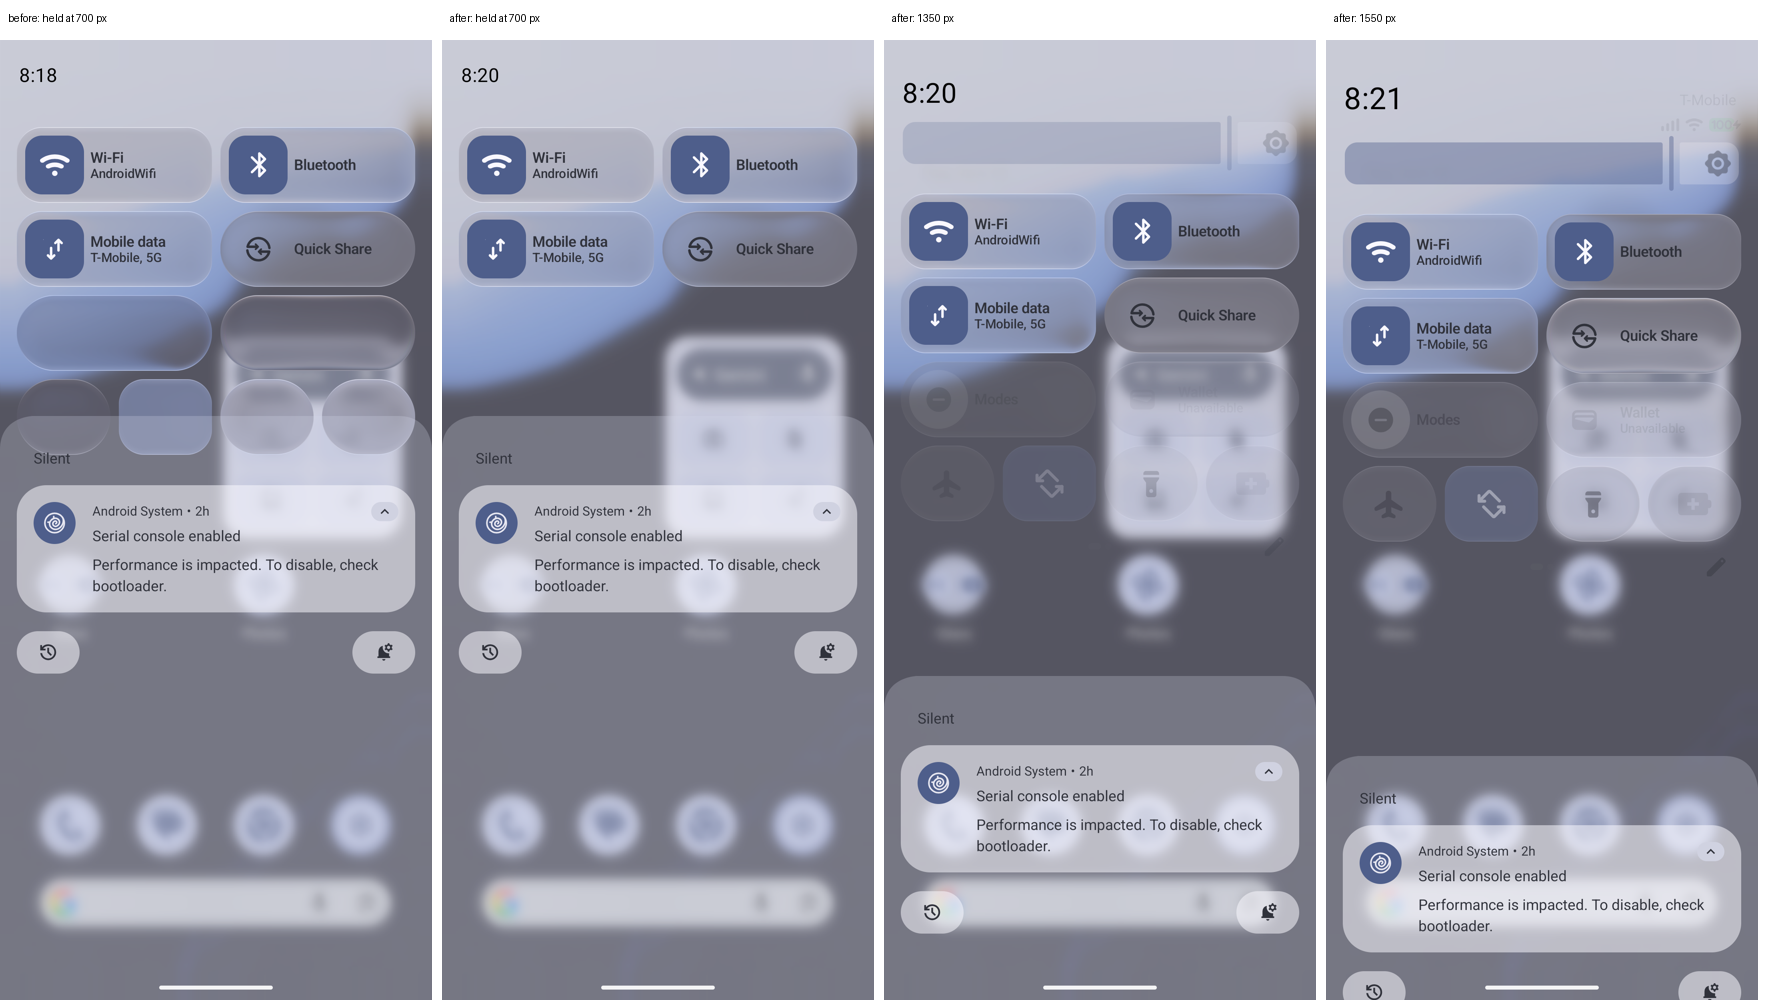 before: held at 700 px
8:18
Wi-Fi
AndroidWifi
Bluetooth
Mobile data
T-Mobile, 5G
Quick Share
Silent
Android System • 2h
Serial console enabled
Performance is impacted. To disable, check
bootloader.
Photos
after: held at 700 px
8:20
Wi-Fi
AndroidWifi
Bluetooth
Mobile data
T-Mobile, 5G
Quick Share
Silent
Android System • 2h
Serial console enabled
Performance is impacted. To disable, check
bootloader.
Photos
after: 1350 px
8:20
Wi-Fi
AndroidWifi
Bluetooth
Mobile data
T-Mobile, 5G
Quick Share
Modes
Unavailable
Photos
Silent
Android System • 2h
Serial console enabled
Performance is impacted. To disable, check
bootloader.
after: 1550 px
8:21
T-Mobile
100
Wi-Fi
AndroidWifi
Bluetooth
Mobile data
T-Mobile, 5G
Quick Share
Modes
Wallet
Unavailable
Photos
Silent
Android System • 2h
Serial console enabled
Performance is impacted. To disable, check
bootloader.